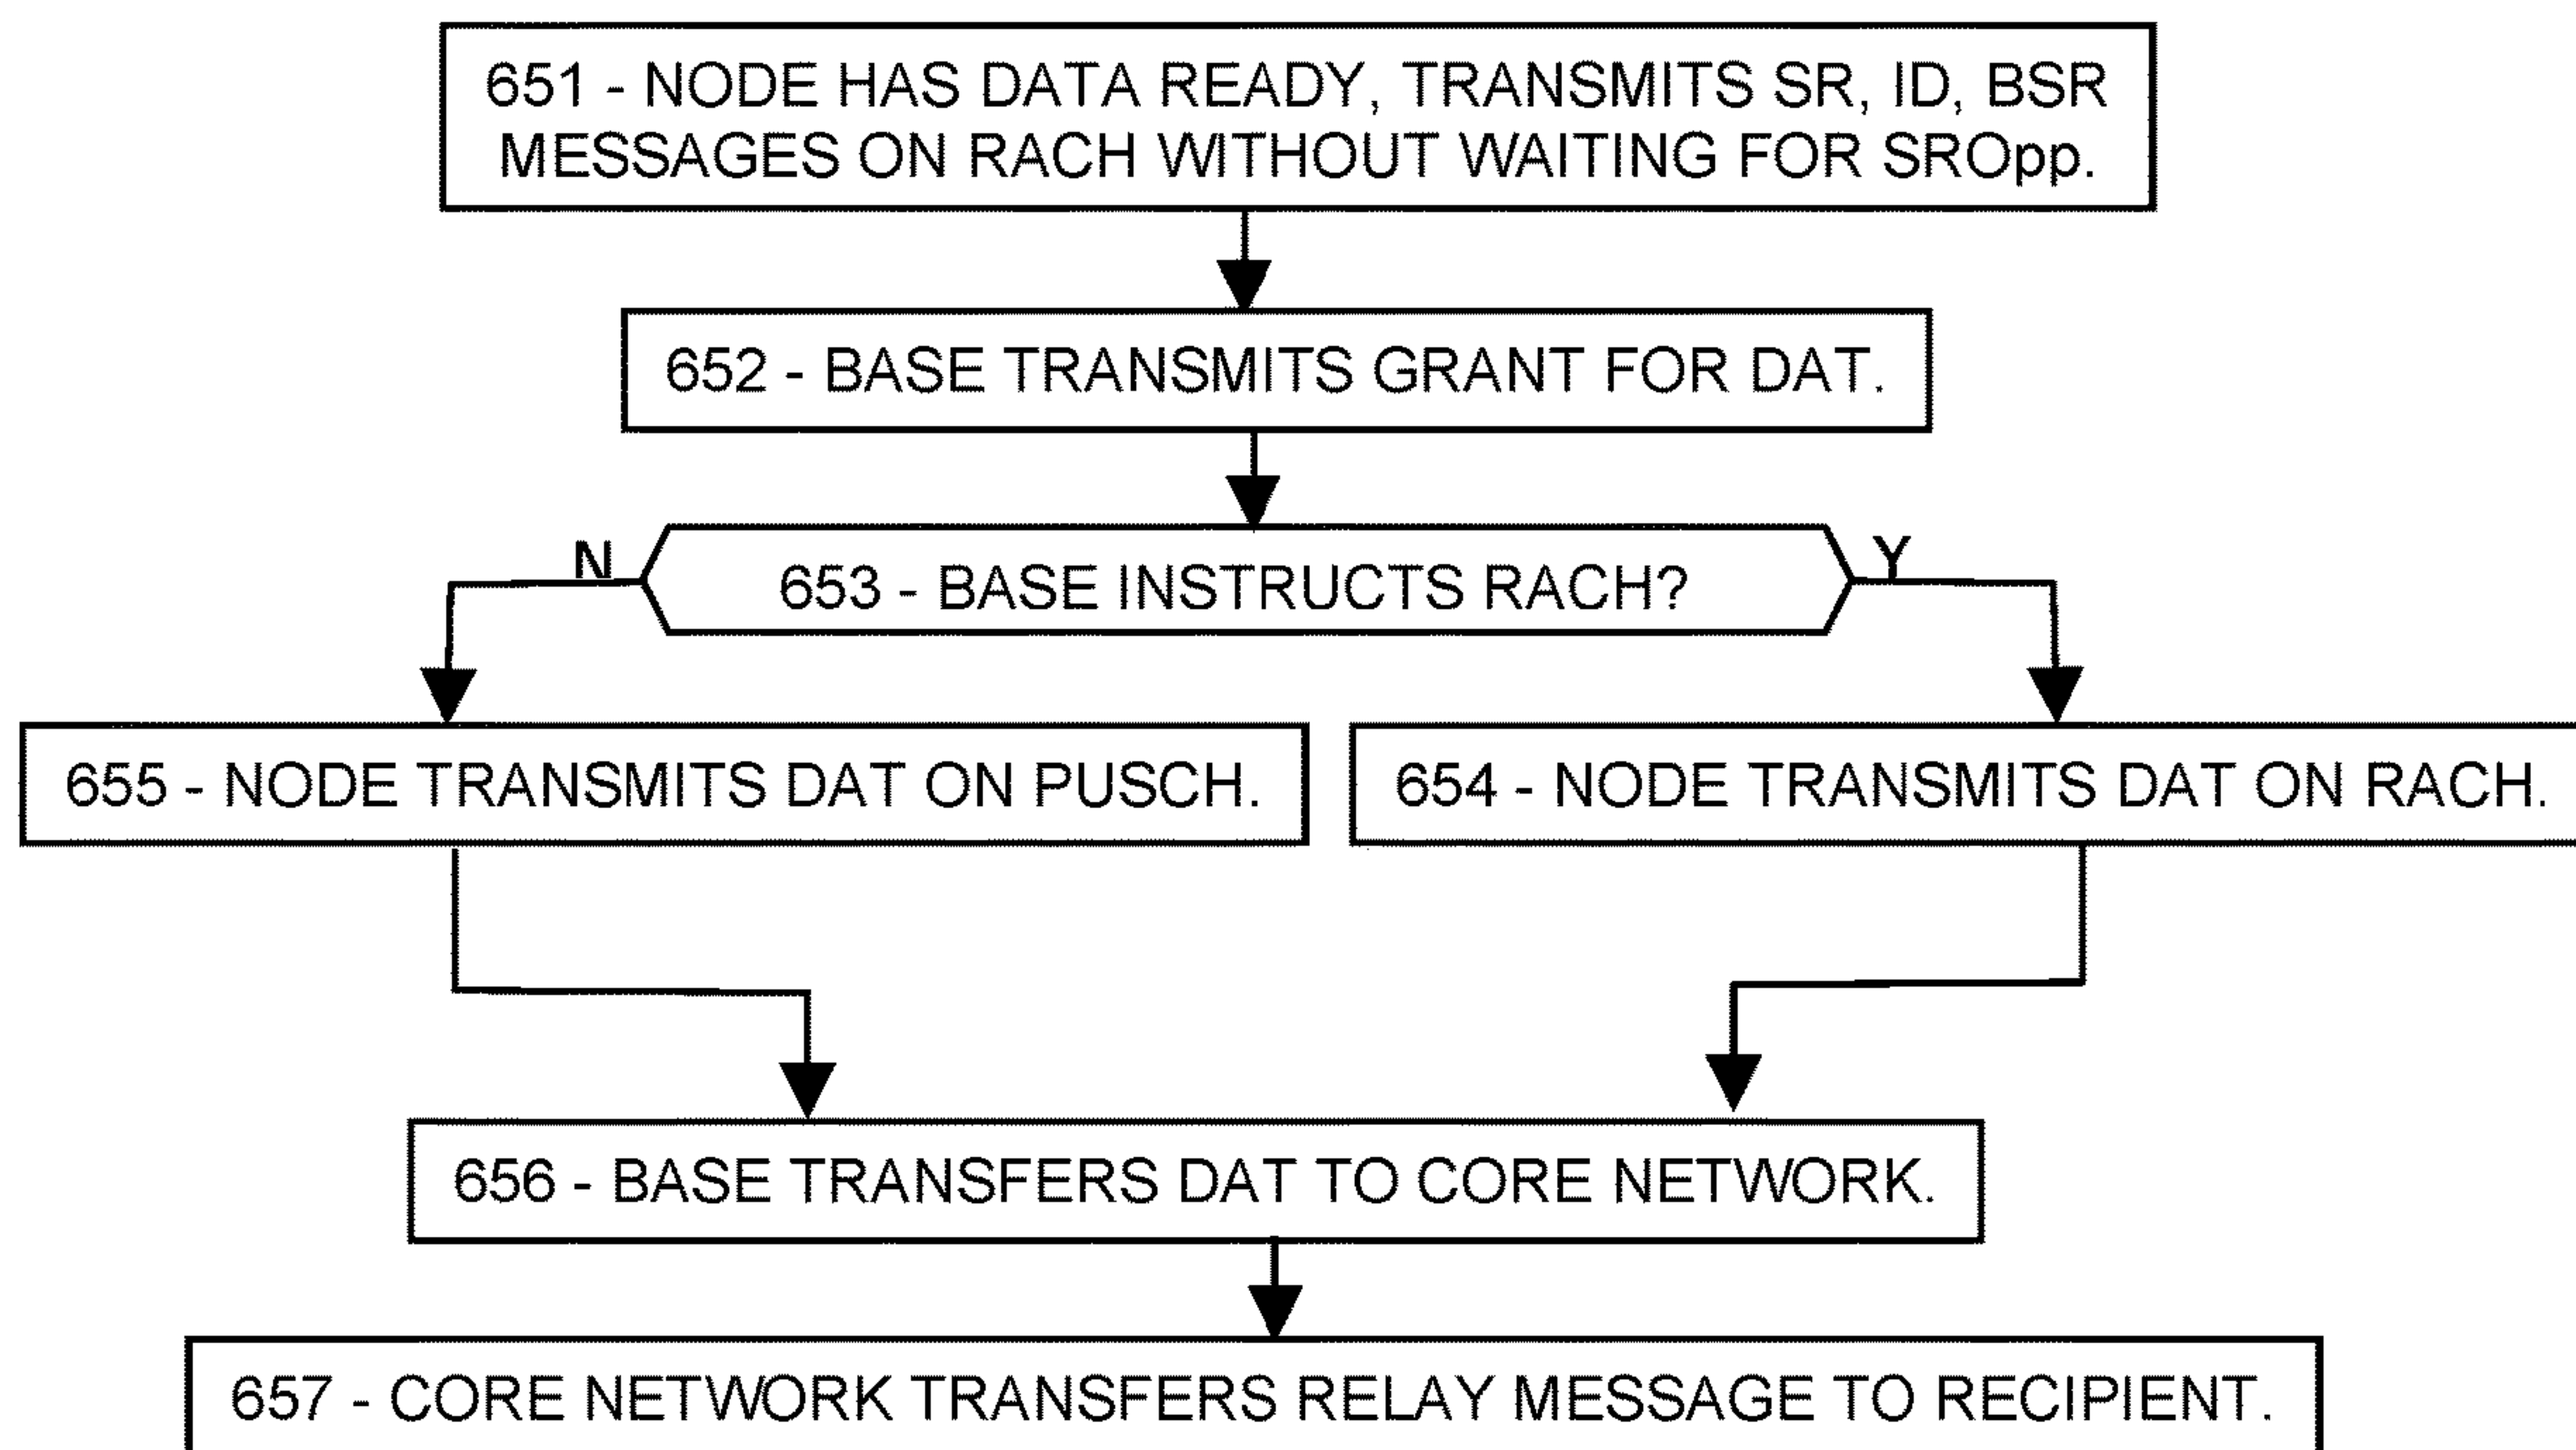 651 - NODE HAS DATA READY, TRANSMITS SR, ID, BSR
MESSAGES ON RACH WITHOUT WAITING FOR SROpp.
652 - BASE TRANSMITS GRANT FOR DAT.
N
Y
653 - BASE INSTRUCTS RACH?
655 - NODE TRANSMITS DAT ON PUSCH.
654 - NODE TRANSMITS DAT ON RACH.
656 - BASE TRANSFERS DAT TO CORE NETWORK.
657 - CORE NETWORK TRANSFERS RELAY MESSAGE TO RECIPIENT.